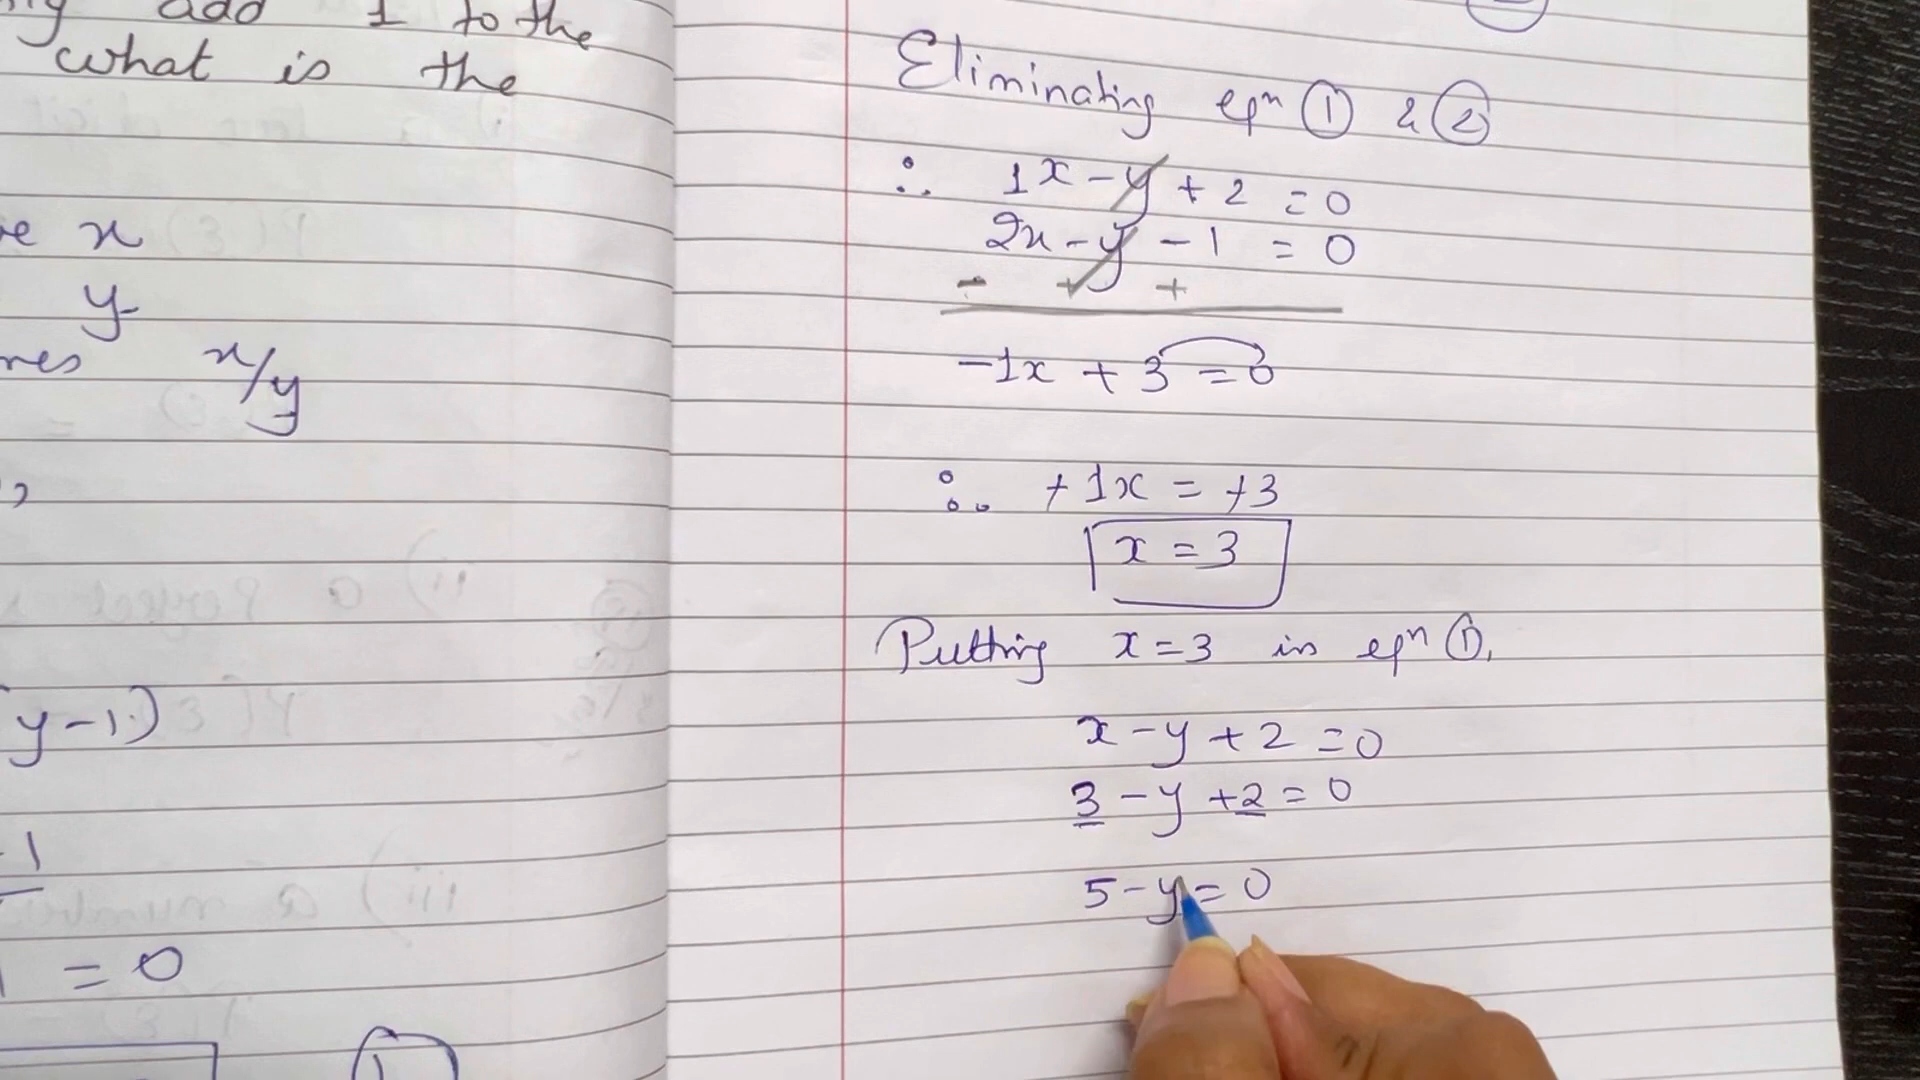 add 1 to the
what is the
x
y
x/y
y-1)
1
= 0
Eliminating eqn ① & ②
∴ 1x - y + 2 = 0
2x - y - 1 = 0
- + +
-1x + 3 = 0
∴ +1x = +3
x = 3
Putting x = 3 in eqn ①,
x - y + 2 = 0
3 - y + 2 = 0
5 - y = 0